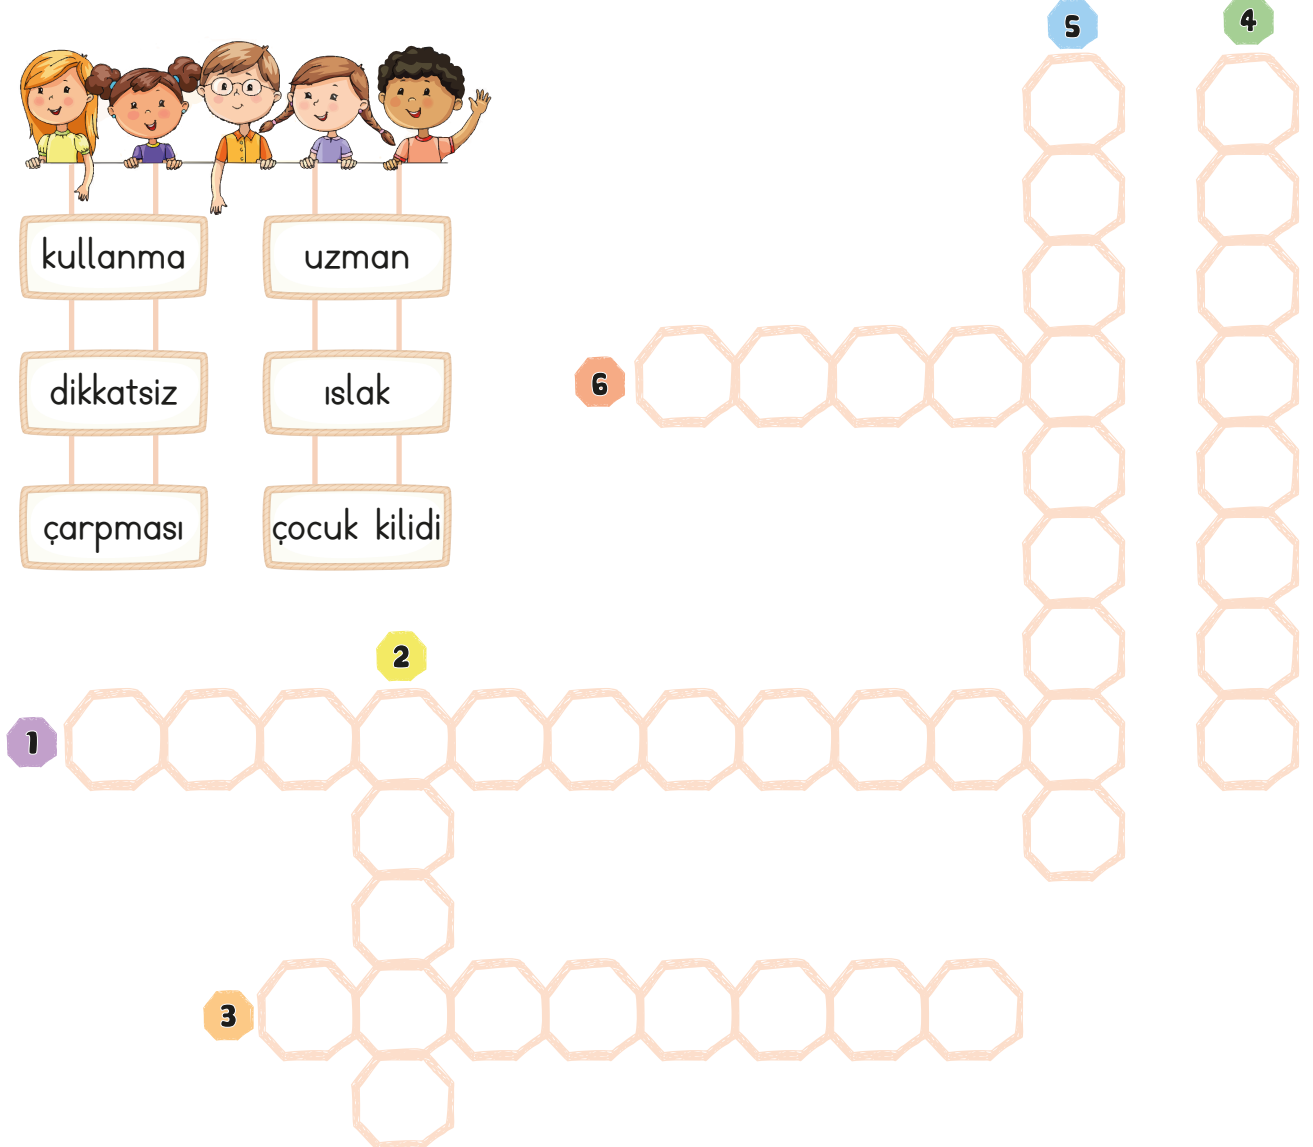 5
4
kullanma
uzman
6
dikkatsiz
ıslak
çarpması
çocuk kilidi
2
1
3